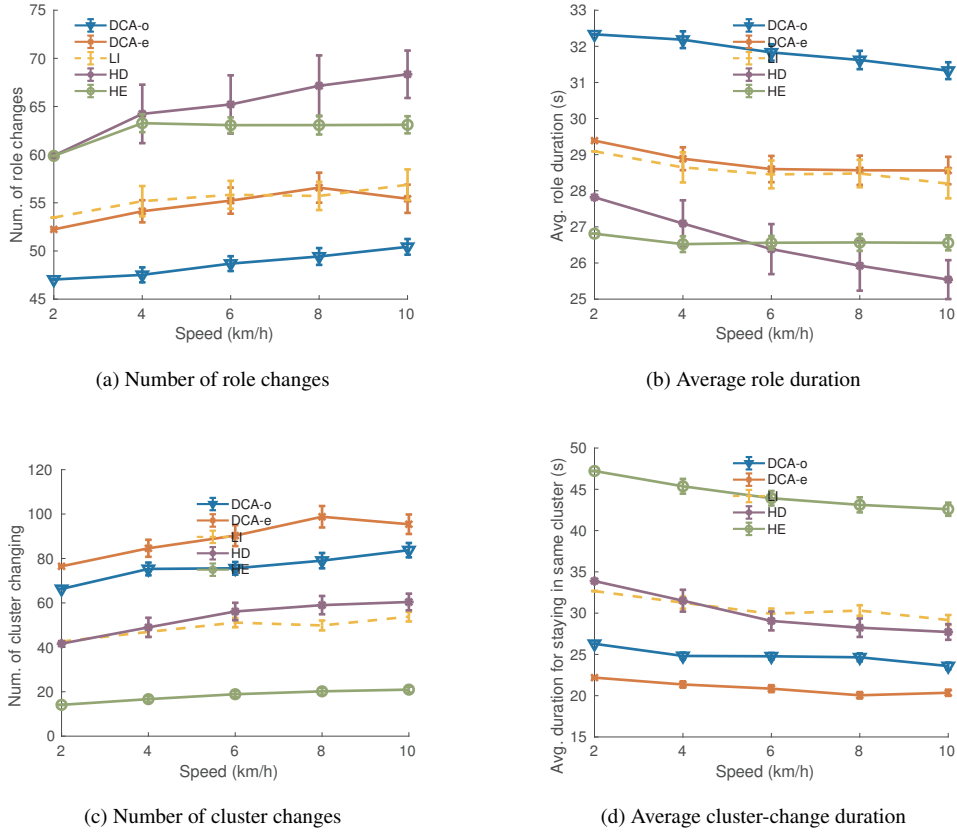 75
70
65
60
55
50
45
2 4 6 8 10
Num. of role changes
Speed (km/h)
DCA-o
DCA-e
LI
HD
HE
(a) Number of role changes
33
32
31
30
29
28
27
26
25
2 4 6 8 10
Avg. role duration (s)
Speed (km/h)
DCA-o
DCA-e
LI
HD
HE
(b) Average role duration
120
100
80
60
40
20
0
2 4 6 8 10
Num. of cluster changing
Speed (km/h)
DCA-o
DCA-e
LI
HD
HE
(c) Number of cluster changes
50
45
40
35
30
25
20
15
2 4 6 8 10
Avg. duration for staying in same cluster (s)
Speed (km/h)
DCA-o
DCA-e
LI
HD
HE
(d) Average cluster-change duration